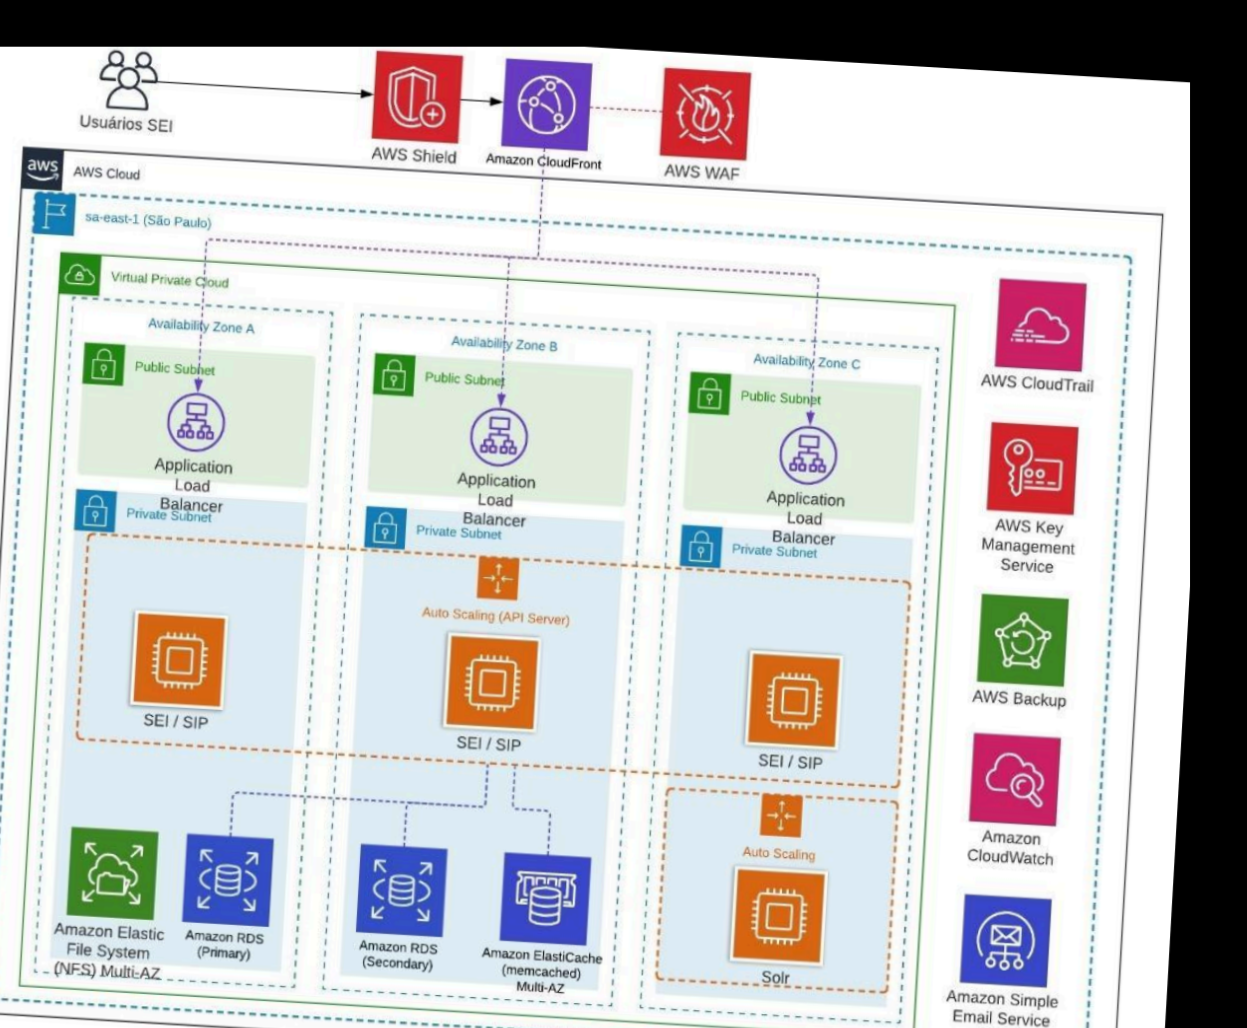 Usuários SEI
AWS Shield
Amazon CloudFront
AWS WAF
aws
AWS Cloud
sa-east-1 (São Paulo)
Virtual Private Cloud
Availability Zone A
Public Subnet
Application
Load
Balancer
Private Subnet
Availability Zone B
Public Subnet
Application
Load
Balancer
Private Subnet
Availability Zone C
Public Subnet
Application
Load
Balancer
Private Subnet
Auto Scaling (API Server)
SEI / SIP
SEI / SIP
SEI / SIP
Amazon Elastic
File System
(NFS) Multi-AZ
Amazon RDS
(Primary)
Amazon RDS
(Secondary)
Amazon ElastiCache
(memcached)
Multi-AZ
Auto Scaling
Solr
AWS CloudTrail
AWS Key
Management
Service
AWS Backup
Amazon
CloudWatch
Amazon Simple
Email Service